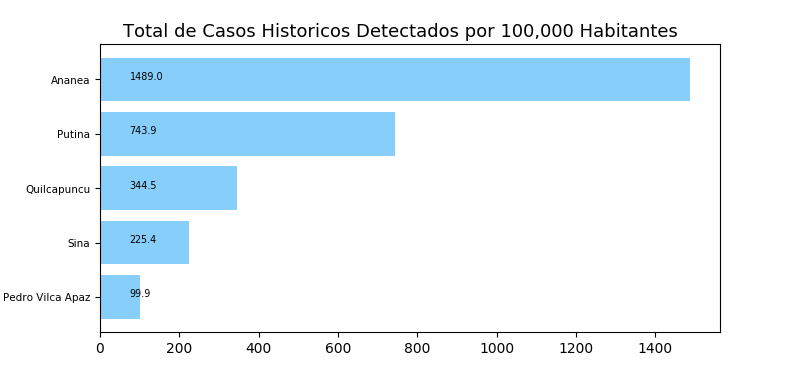 Total de Casos Historicos Detectados por 100,000 Habitantes
Ananea 1489.0
Putina 743.9
Quilcapuncu 344.5
Sina 225.4
Pedro Vilca Apaz 99.9
0 200 400 600 800 1000 1200 1400